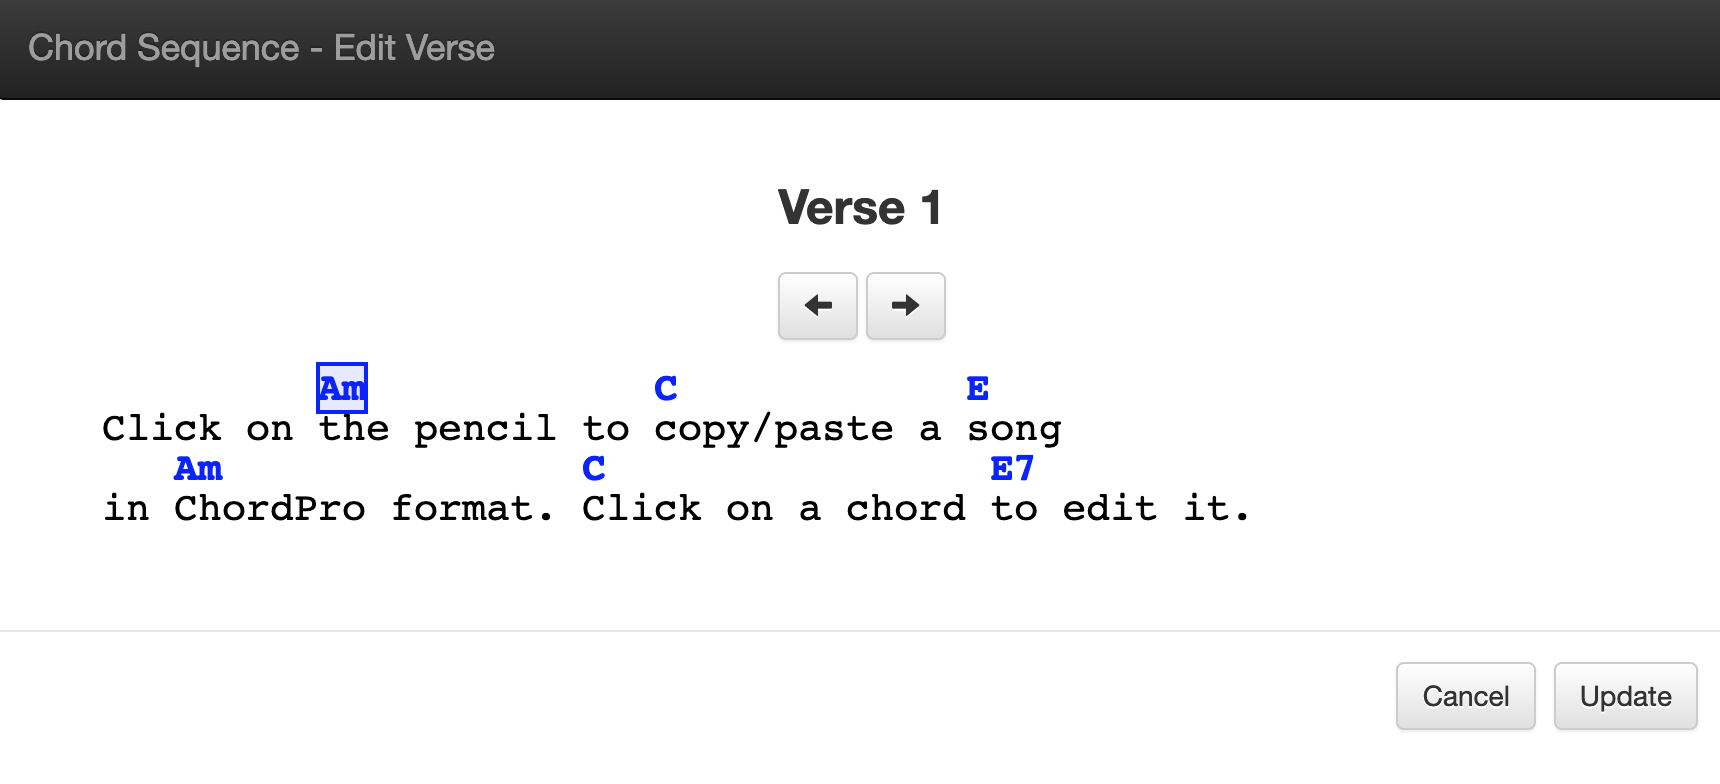 Chord Sequence - Edit Verse
Verse 1
Am C E
Click on the pencil to copy/paste a song
Am C E7
in ChordPro format. Click on a chord to edit it.
Cancel Update